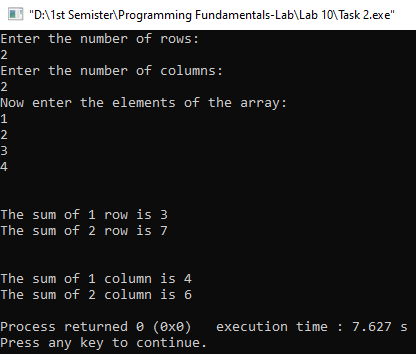 "D:\1st Semister\Programming Fundamentals-Lab\Lab 10\Task 2.exe"
Enter the number of rows:
2
Enter the number of columns:
2
Now enter the elements of the array:
1
2
3
4
The sum of 1 row is 3
The sum of 2 row is 7
The sum of 1 column is 4
The sum of 2 column is 6
Process returned 0 (0x0)   execution time : 7.627 s
Press any key to continue.